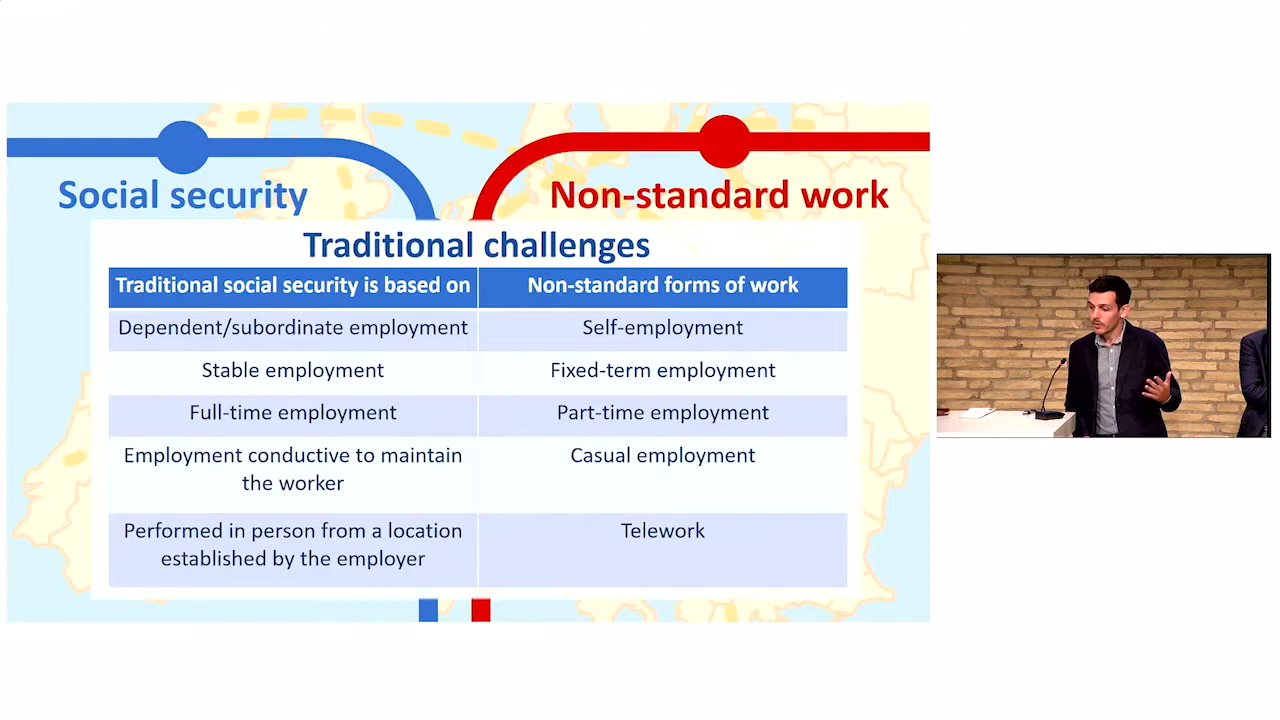 Social security
Non-standard work
Traditional challenges
Traditional social security is based on
Non-standard forms of work
Dependent/subordinate employment
Self-employment
Stable employment
Fixed-term employment
Full-time employment
Part-time employment
Employment conductive to maintain
the worker
Casual employment
Performed in person from a location
established by the employer
Telework